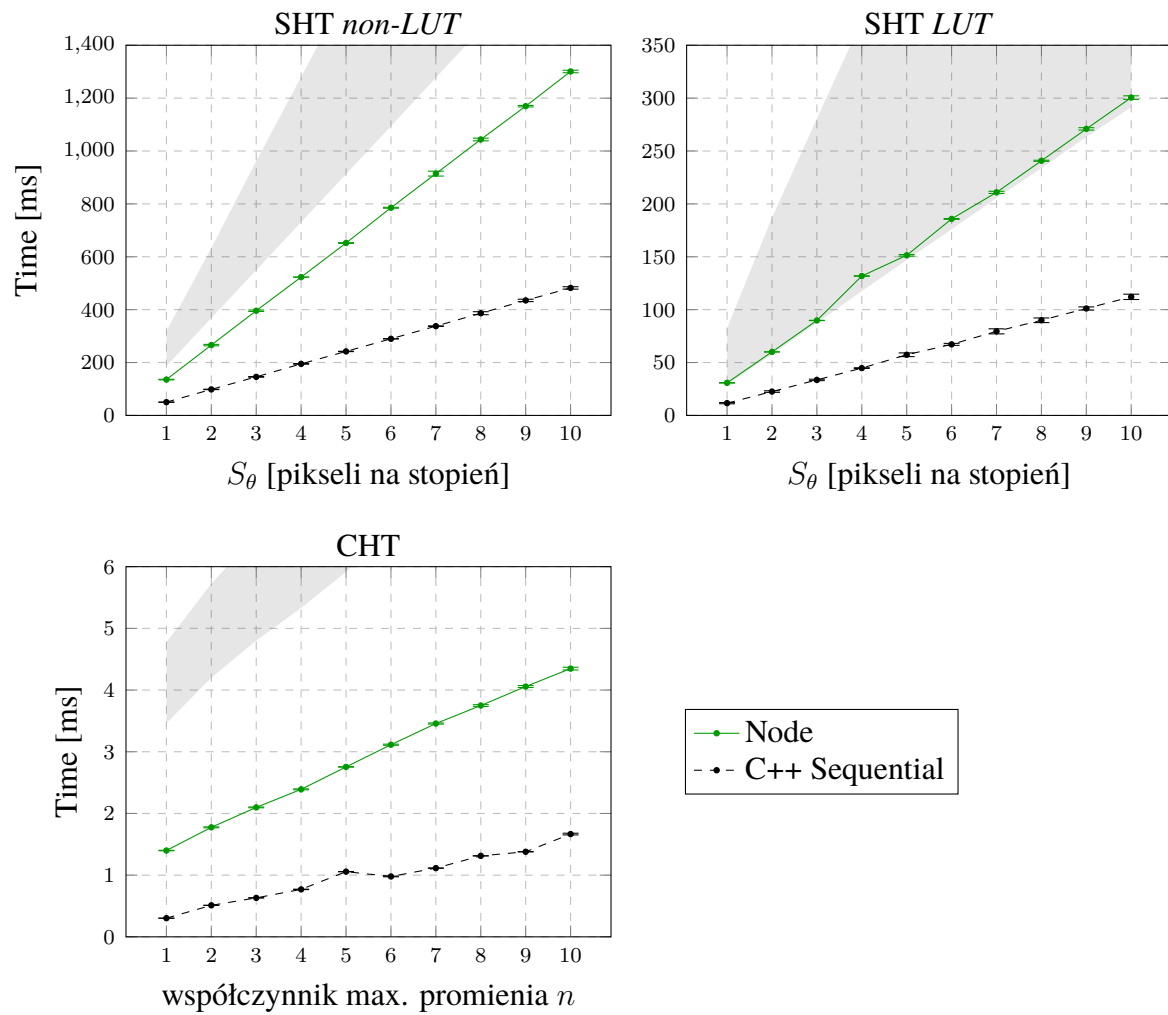 SHT non-LUT
1,400
1,200
1,000
800
600
400
200
0
Time [ms]
1 2 3 4 5 6 7 8 9 10
S_θ [pikseli na stopień]
SHT LUT
350
300
250
200
150
100
50
0
1 2 3 4 5 6 7 8 9 10
S_θ [pikseli na stopień]
CHT
6
5
4
3
2
1
0
Time [ms]
1 2 3 4 5 6 7 8 9 10
współczynnik max. promienia n
Node
C++ Sequential